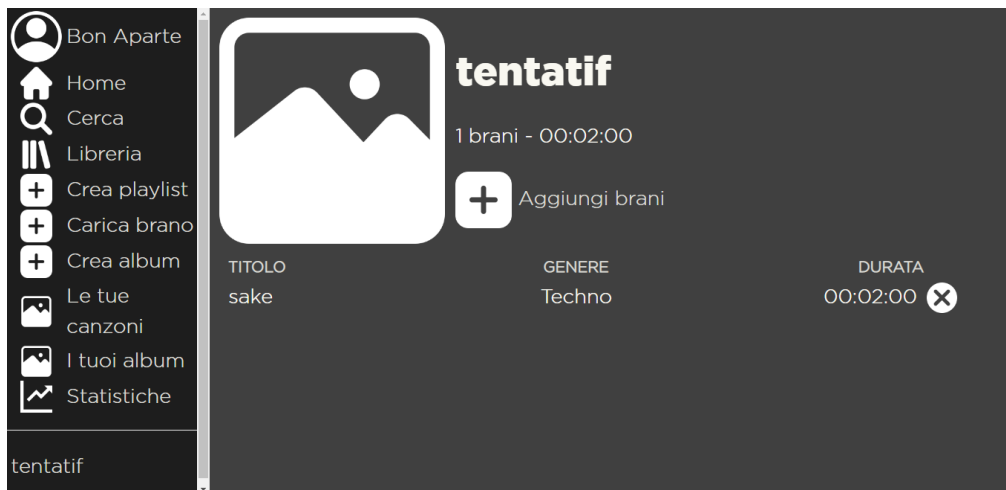 Bon Aparte
Home
Cerca
Libreria
Crea playlist
Carica brano
Crea album
Le tue
canzoni
I tuoi album
Statistiche
tentatif
tentatif
1 brani - 00:02:00
Aggiungi brani
TITOLO GENERE DURATA
sake Techno 00:02:00